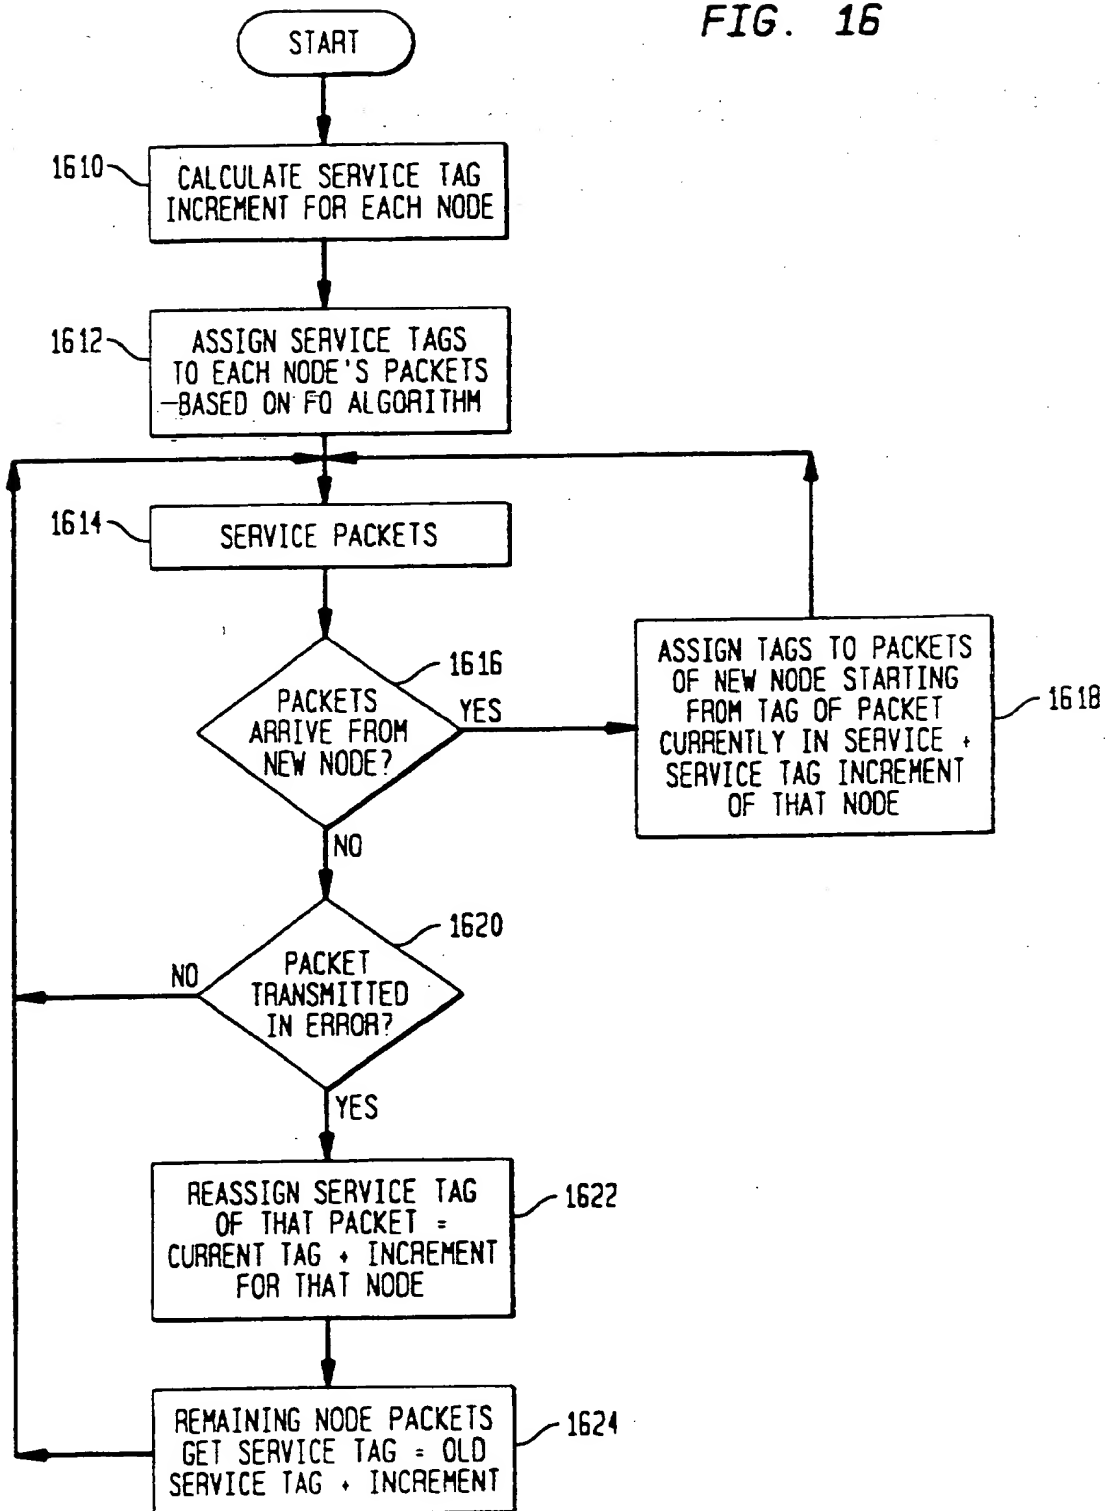 FIG. 16
START
1610
CALCULATE SERVICE TAG
INCREMENT FOR EACH NODE
1612
ASSIGN SERVICE TAGS
TO EACH NODE'S PACKETS
-BASED ON FQ ALGORITHM
1614
SERVICE PACKETS
1616
PACKETS
ARRIVE FROM
NEW NODE?
YES
ASSIGN TAGS TO PACKETS
OF NEW NODE STARTING
FROM TAG OF PACKET
CURRENTLY IN SERVICE +
SERVICE TAG INCREMENT
OF THAT NODE
1618
NO
1620
PACKET
TRANSMITTED
IN ERROR?
NO
YES
REASSIGN SERVICE TAG
OF THAT PACKET =
CURRENT TAG + INCREMENT
FOR THAT NODE
1622
REMAINING NODE PACKETS
GET SERVICE TAG = OLD
SERVICE TAG + INCREMENT
1624